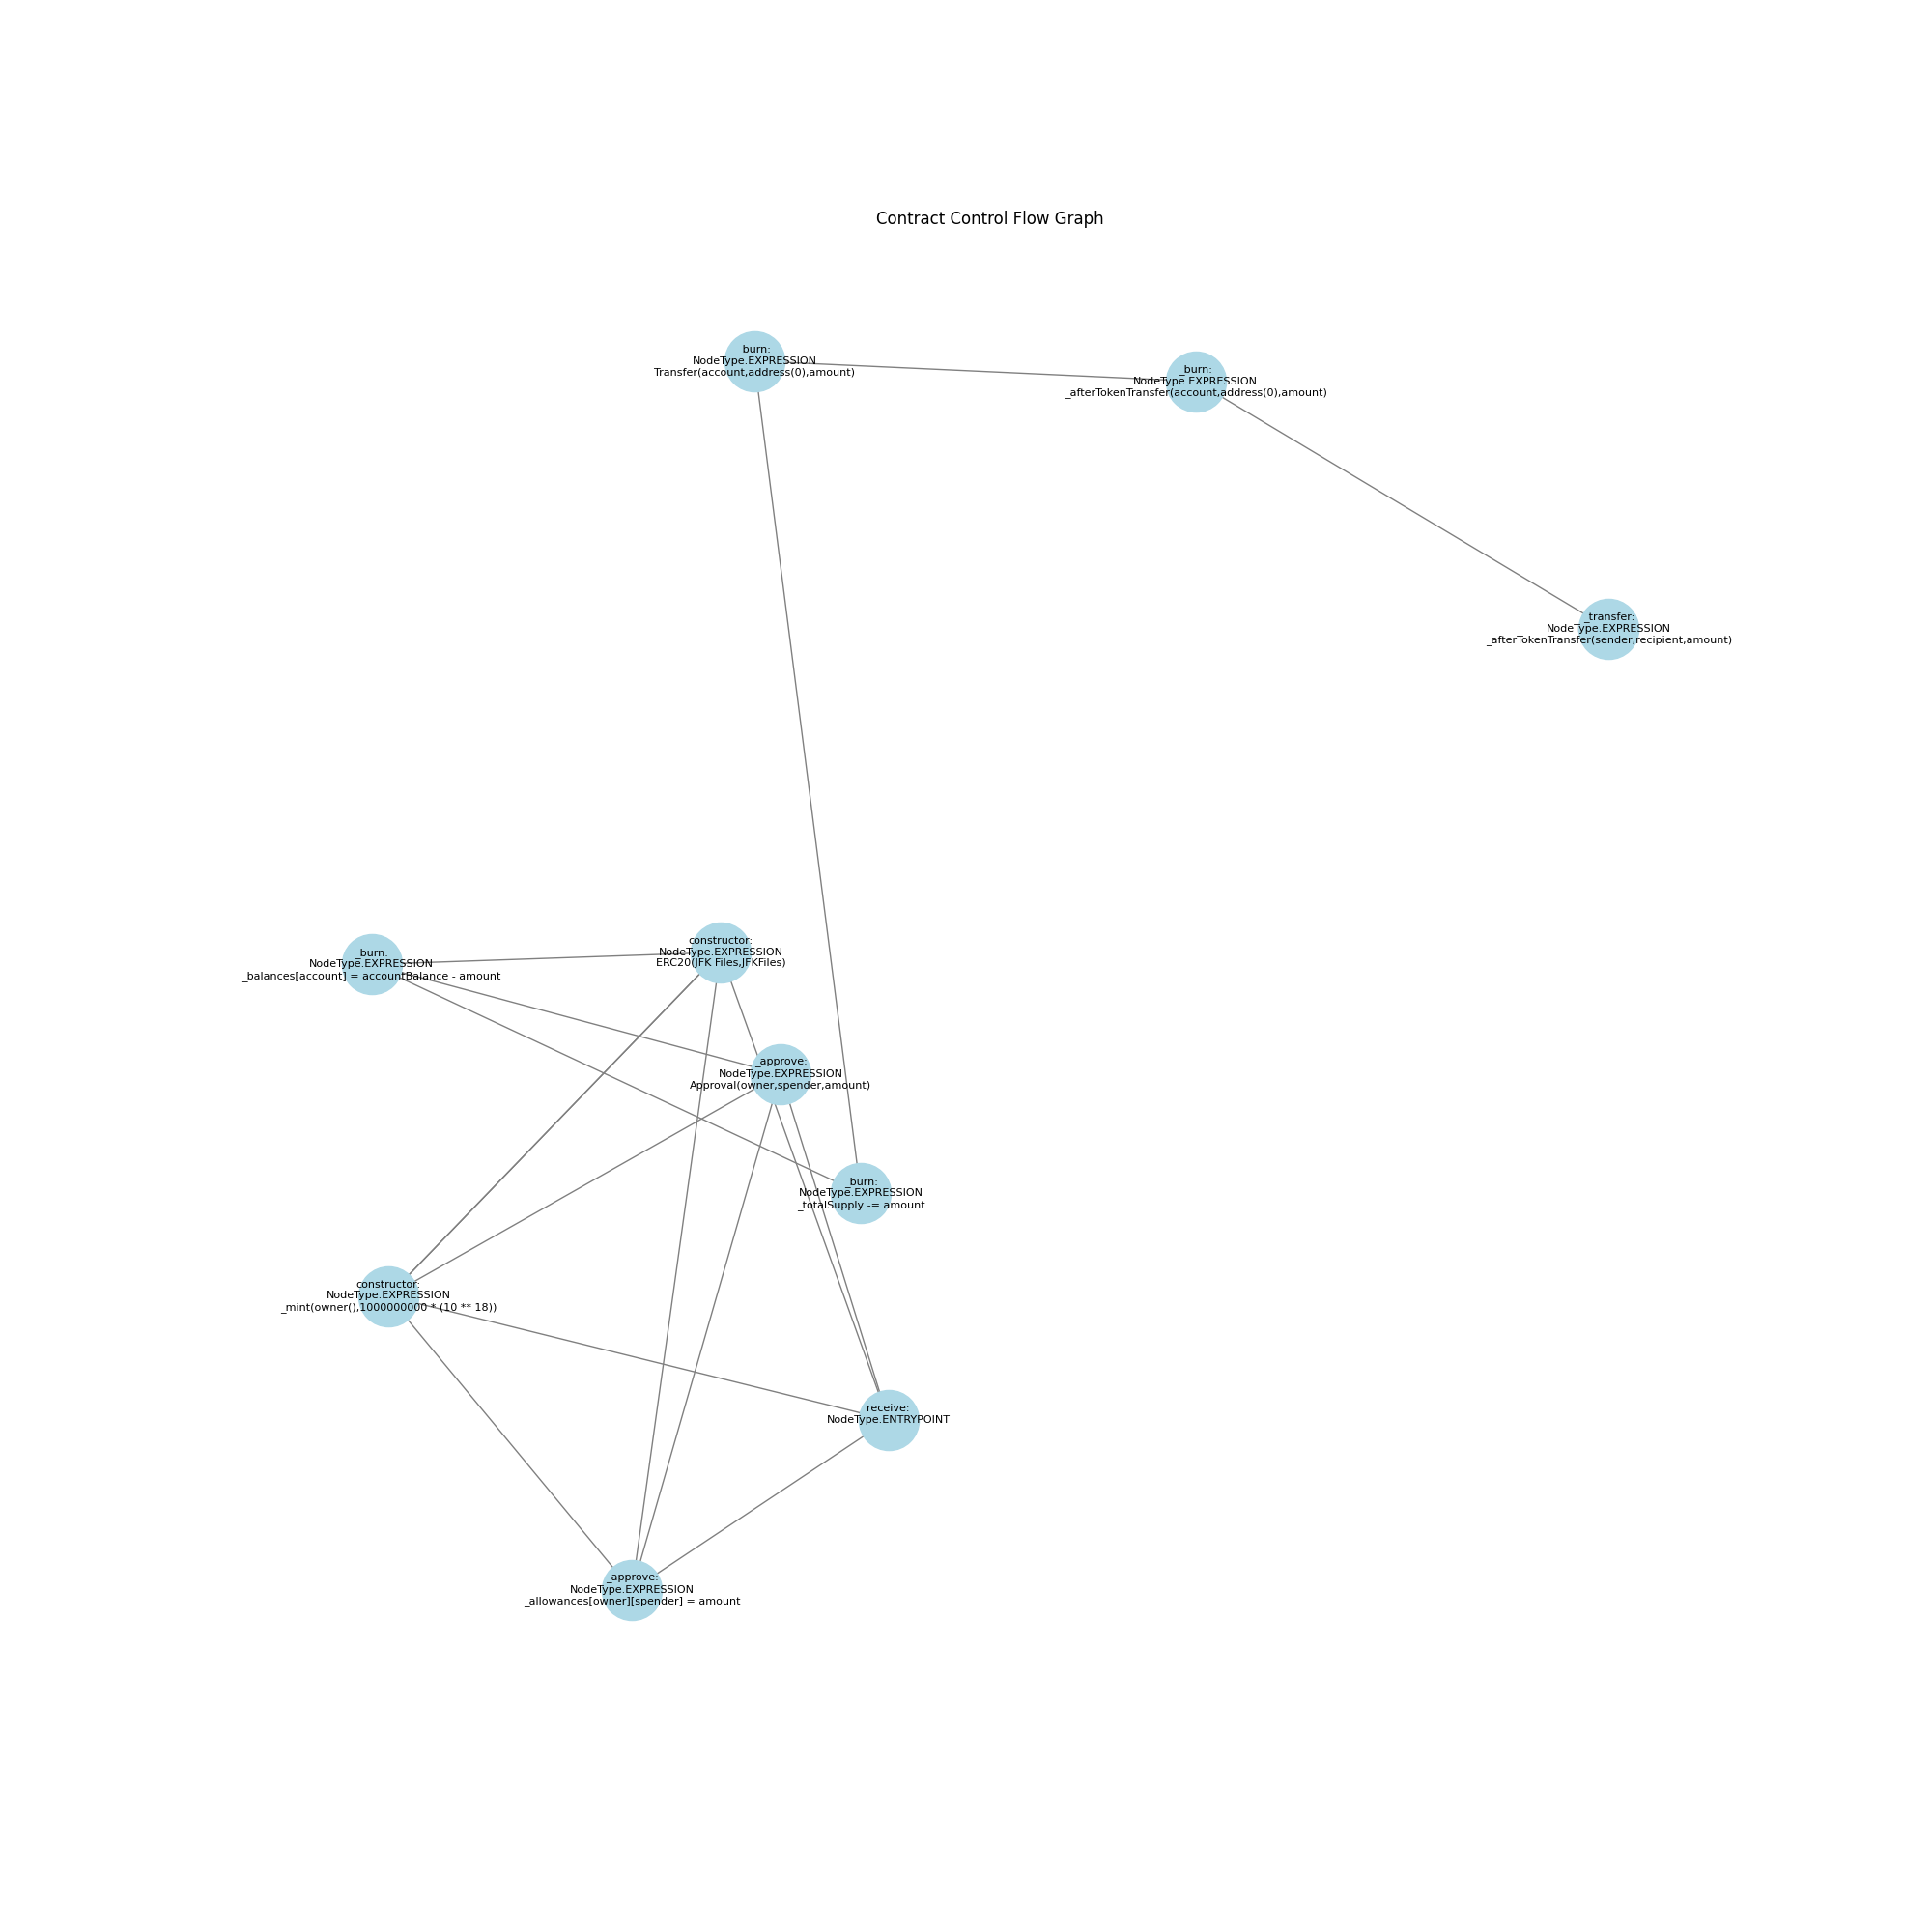 Contract Control Flow Graph
_burn:
NodeType.EXPRESSION
Transfer(account,address(0),amount)
_burn:
NodeType.EXPRESSION
_afterTokenTransfer(account,address(0),amount)
_transfer:
NodeType.EXPRESSION
_afterTokenTransfer(sender,recipient,amount)
_burn:
NodeType.EXPRESSION
_balances[account] = accountBalance - amount
constructor:
NodeType.EXPRESSION
ERC20(JFK Files,JFKFiles)
_approve:
NodeType.EXPRESSION
Approval(owner,spender,amount)
_burn:
NodeType.EXPRESSION
_totalSupply -= amount
constructor:
NodeType.EXPRESSION
_mint(owner(),1000000000 * (10 ** 18))
receive:
NodeType.ENTRYPOINT
_approve:
NodeType.EXPRESSION
_allowances[owner][spender] = amount